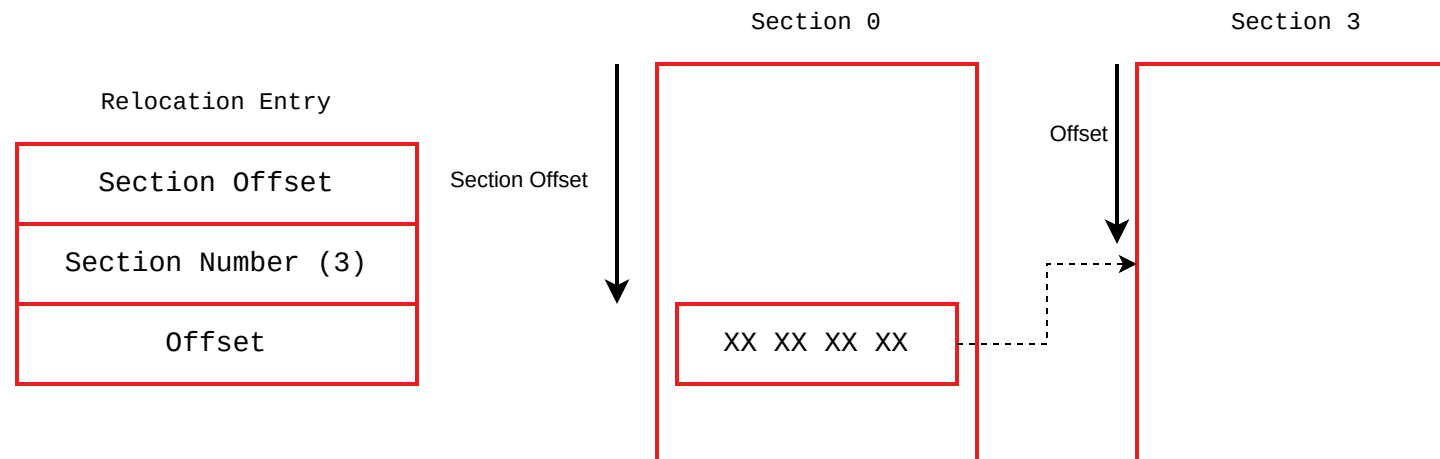 Section 0
Section 3
Relocation Entry
Offset
Section Offset
Section Offset
Section Number (3)
Offset
XX XX XX XX